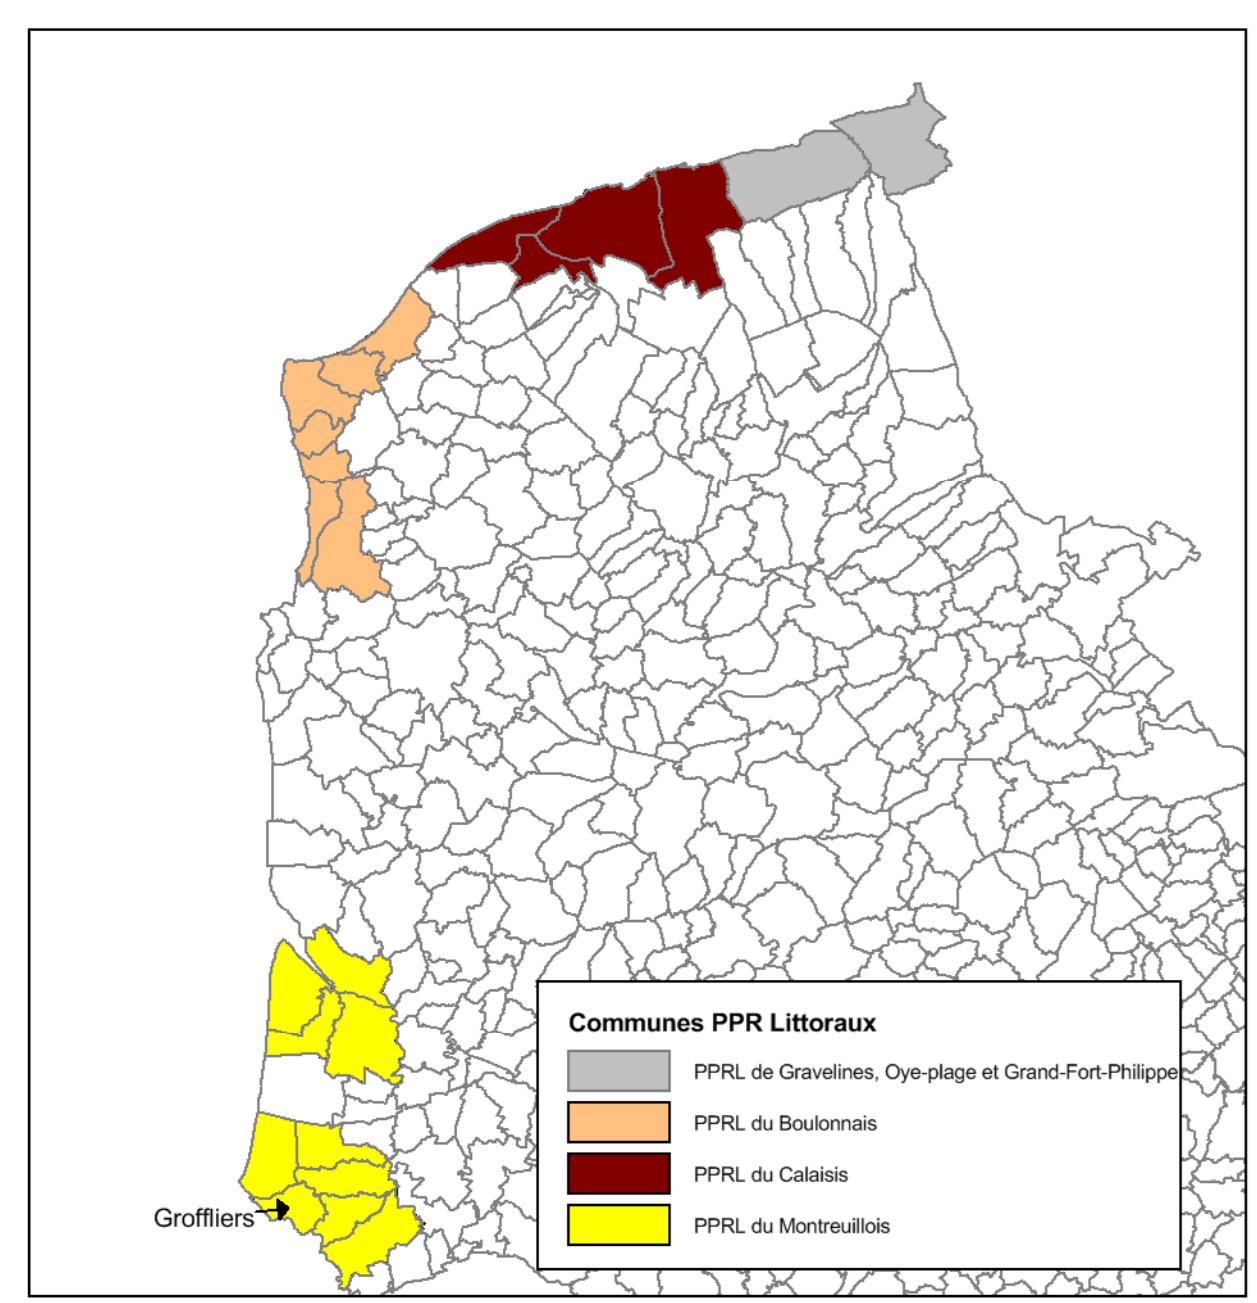 Communes PPR Littoraux
PPRL de Gravelines, Oye-plage et Grand-Fort-Philippe
PPRL du Boulonnais
PPRL du Calaisis
PPRL du Montreuillois
Groffliers